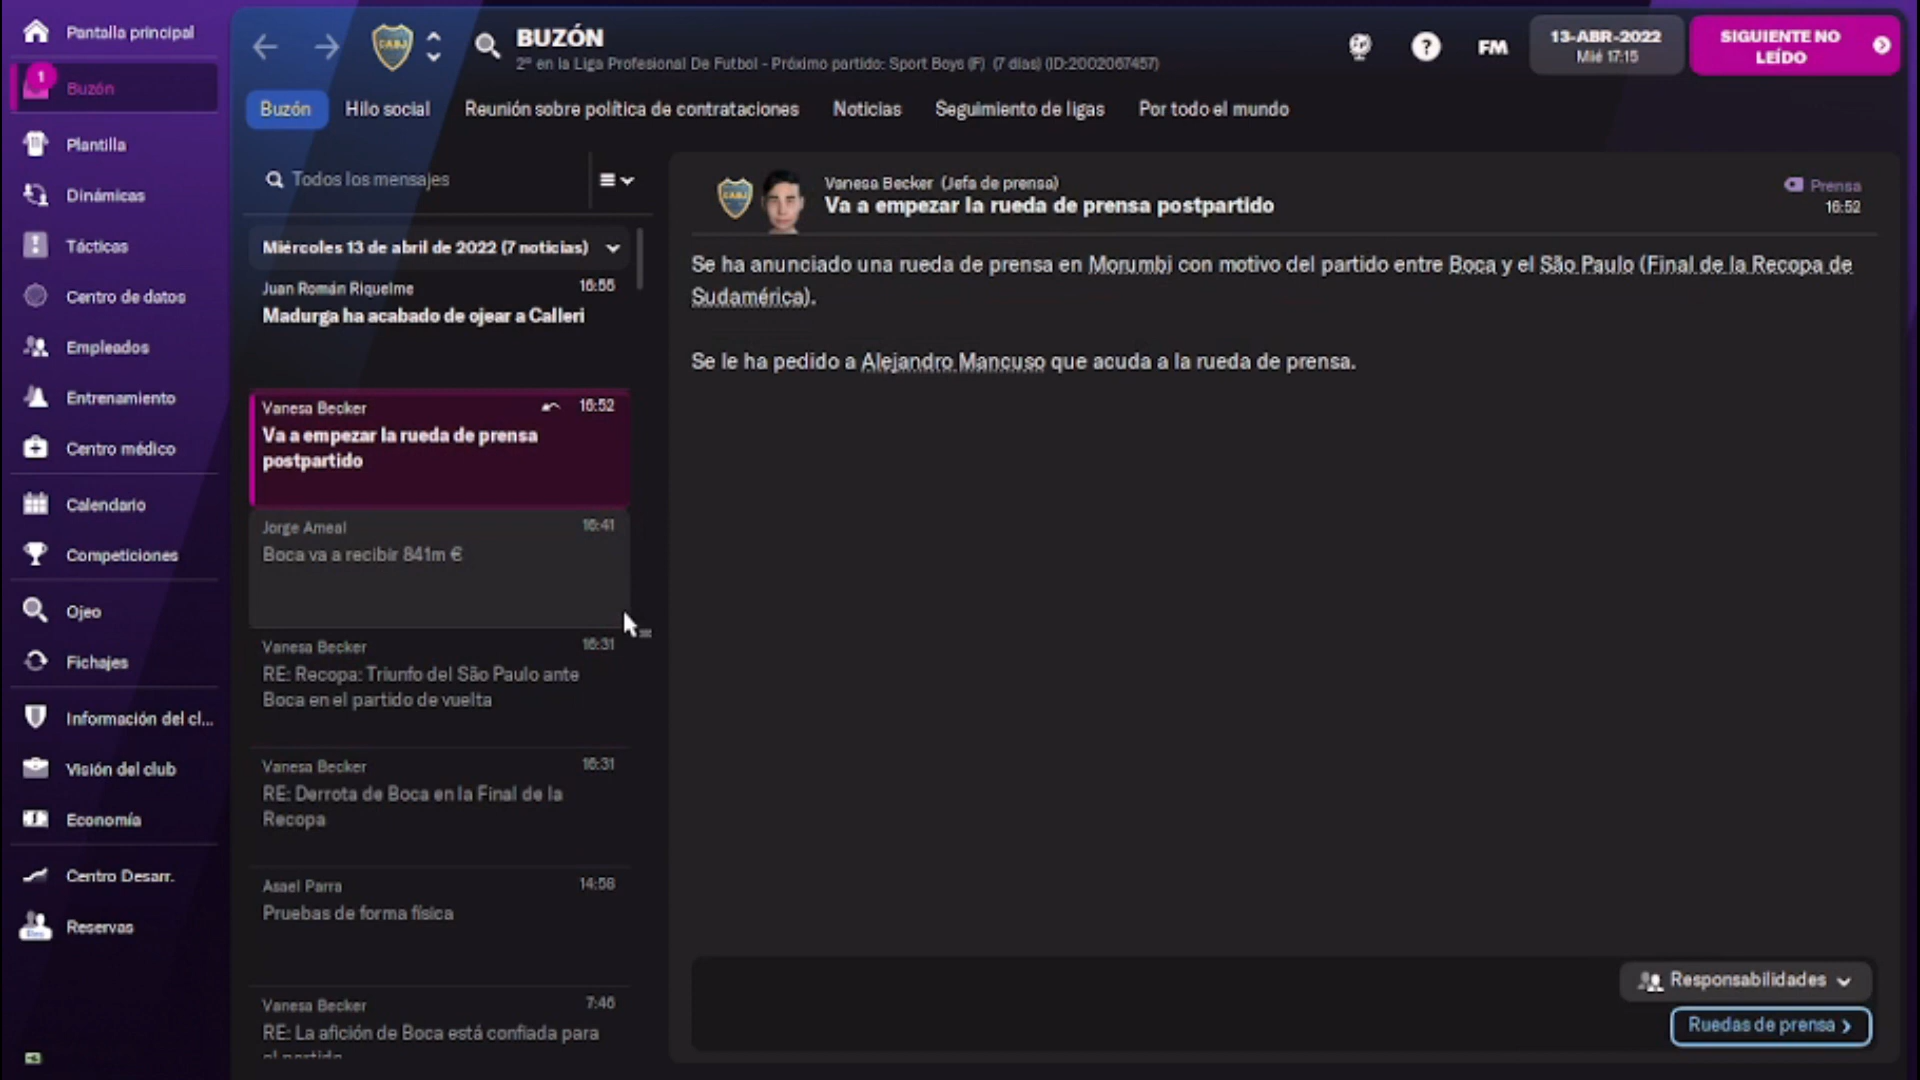 Pantalla principal
1
Buzón
Plantilla
Dinámicas
Tácticas
Centro de datos
Empleados
Entrenamiento
Centro médico
Calendario
Competiciones
Ojeo
Fichajes
Información del cl...
Visión del club
Economía
Centro Desarr.
Reservas
BUZÓN
2º en la Liga Profesional De Futbol - Próximo partido: Sport Boys (F) (7 días) (ID:2002067457)
?
FM
13-ABR-2022
Mié 17:15
SIGUIENTE NO
LEÍDO
Buzón
Hilo social
Reunión sobre política de contrataciones
Noticias
Seguimiento de ligas
Por todo el mundo
Todos los mensajes
Miércoles 13 de abril de 2022 (7 noticias)
Juan Román Riquelme
16:55
Madurga ha acabado de ojear a Calleri
Vanesa Becker
16:52
Va a empezar la rueda de prensa
postpartido
Jorge Ameal
16:41
Boca va a recibir 841m €
Vanesa Becker
16:31
RE: Recopa: Triunfo del São Paulo ante
Boca en el partido de vuelta
Vanesa Becker
16:31
RE: Derrota de Boca en la Final de la
Recopa
Asael Parra
14:58
Pruebas de forma física
Vanesa Becker
7:46
RE: La afición de Boca está confiada para
el partido
Vanesa Becker (Jefa de prensa)
Va a empezar la rueda de prensa postpartido
Prensa
16:52
Se ha anunciado una rueda de prensa en Morumbi con motivo del partido entre Boca y el São Paulo (Final de la Recopa de
Sudamérica).
Se le ha pedido a Alejandro Mancuso que acuda a la rueda de prensa.
Responsabilidades
Ruedas de prensa